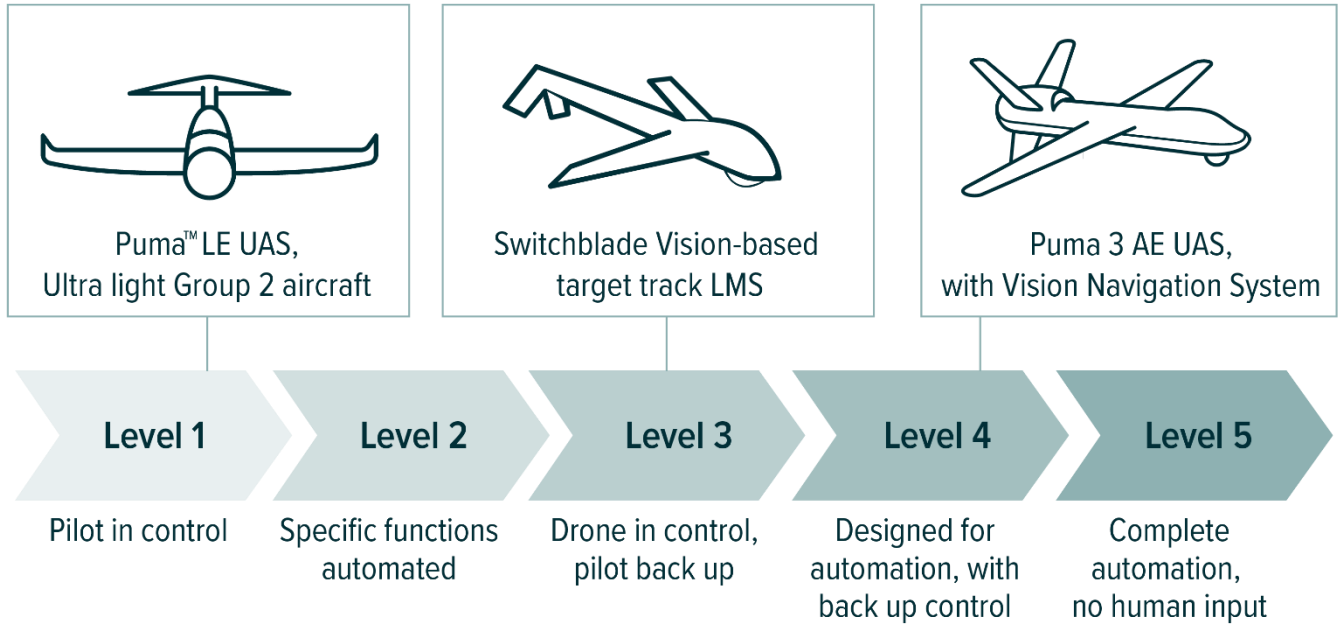 Puma™ LE UAS,
Ultra light Group 2 aircraft
Switchblade Vision-based
target track LMS
Puma 3 AE UAS,
with Vision Navigation System
Level 1
Level 2
Level 3
Level 4
Level 5
Pilot in control
Specific functions
automated
Drone in control,
pilot back up
Designed for
automation, with
back up control
Complete
automation,
no human input